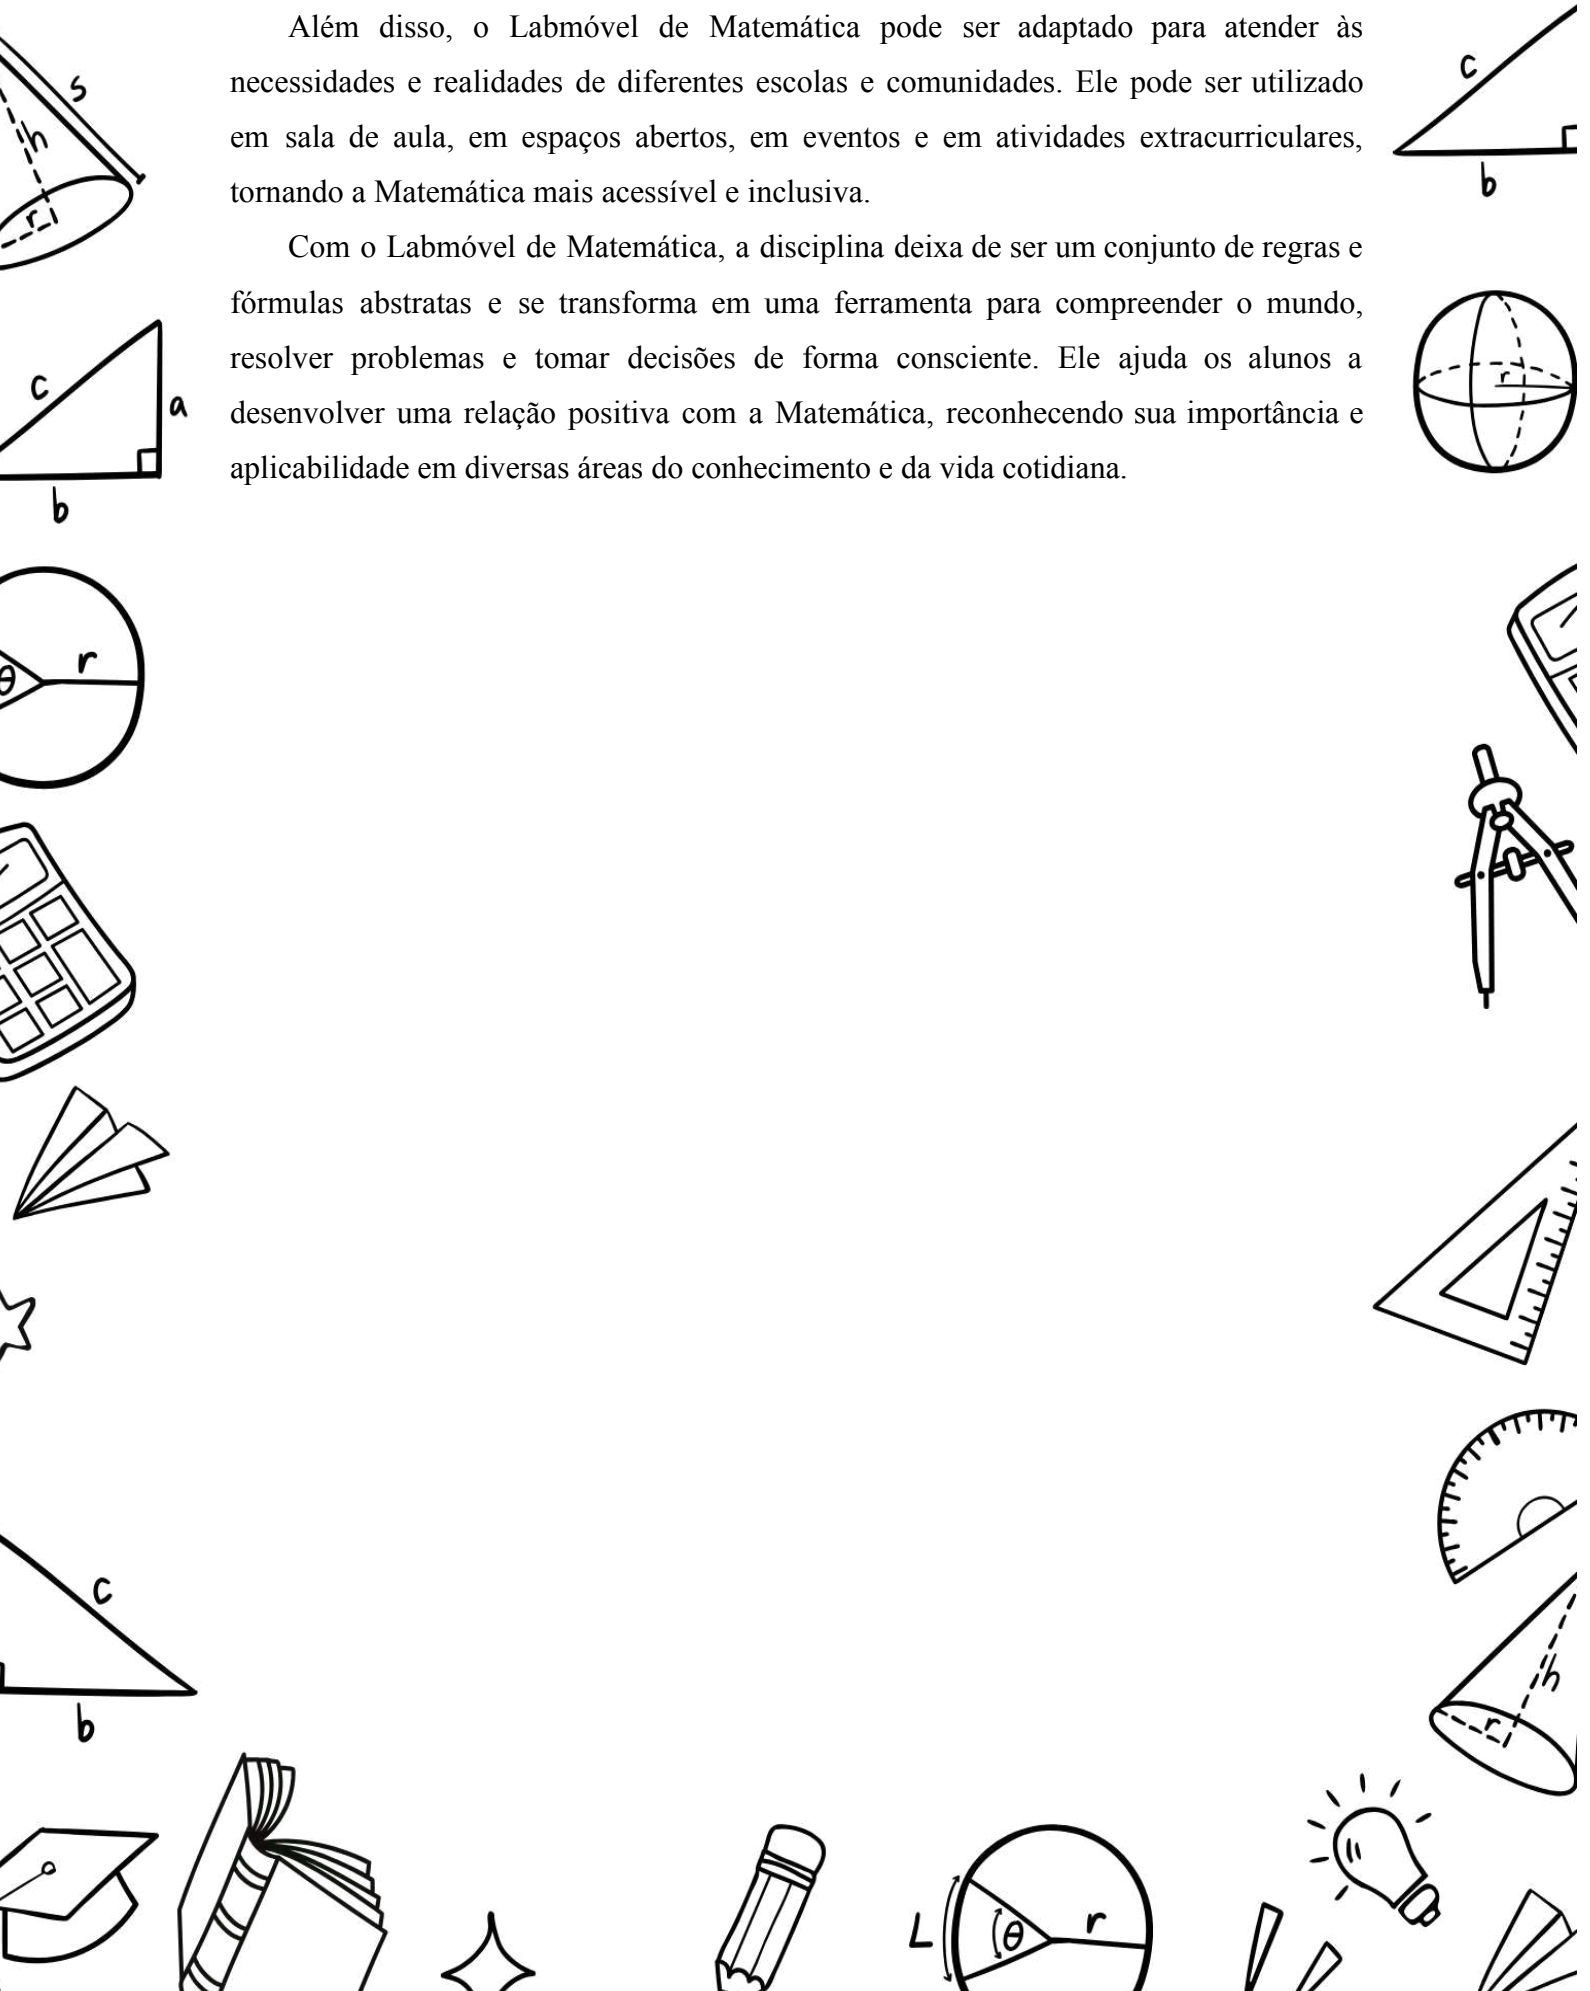 Além disso, o Labmóvel de Matemática pode ser adaptado para atender às
necessidades e realidades de diferentes escolas e comunidades. Ele pode ser utilizado
em sala de aula, em espaços abertos, em eventos e em atividades extracurriculares,
tornando a Matemática mais acessível e inclusiva.
Com o Labmóvel de Matemática, a disciplina deixa de ser um conjunto de regras e
fórmulas abstratas e se transforma em uma ferramenta para compreender o mundo,
resolver problemas e tomar decisões de forma consciente. Ele ajuda os alunos a
desenvolver uma relação positiva com a Matemática, reconhecendo sua importância e
aplicabilidade em diversas áreas do conhecimento e da vida cotidiana.
s
h
r
c
b
c
a
b
r
θ
r
c
b
h
r
L
θ
r